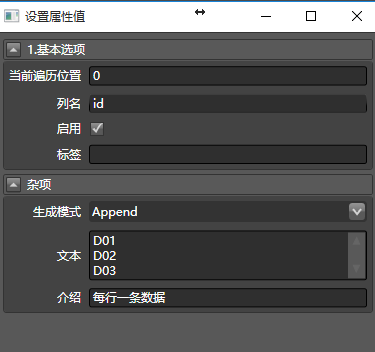 设置属性值
1.基本选项
当前遍历位置 0
列名 id
启用
标签
杂项
生成模式 Append
文本 D01
D02
D03
介绍 每行一条数据